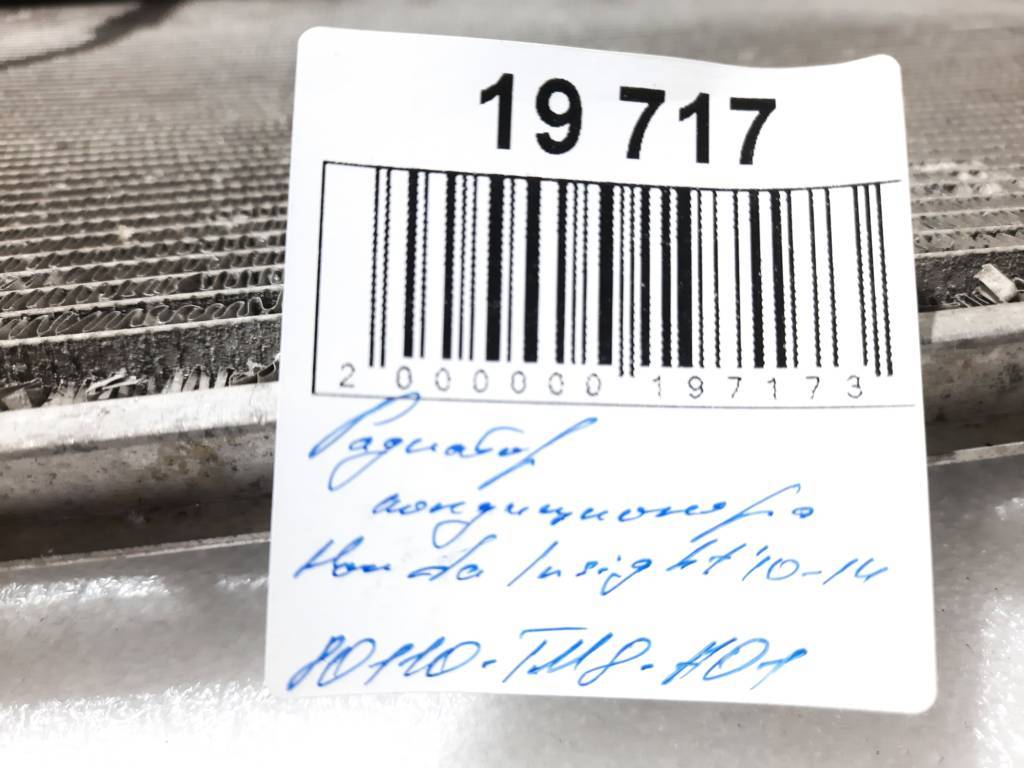 19 717
2 000000 197173
Радиатор
кондиционера
Honda Insight '10-14
80110-TM8-A01